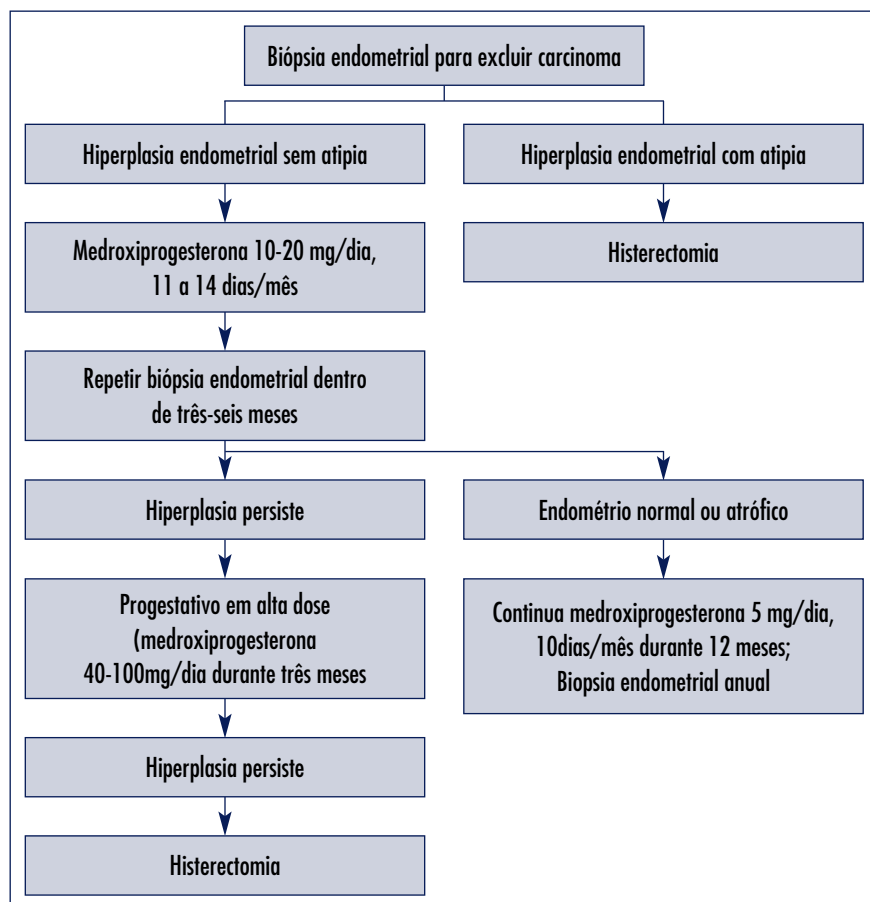 Biópsia endometrial para excluir carcinoma
Hiperplasia endometrial sem atipia
Hiperplasia endometrial com atipia
Medroxiprogesterona 10-20 mg/dia,
11 a 14 dias/mês
Histerectomia
Repetir biópsia endometrial dentro
de três-seis meses
Hiperplasia persiste
Endométrio normal ou atrófico
Progestativo em alta dose
(medroxiprogesterona
40-100mg/dia durante três meses
Continua medroxiprogesterona 5 mg/dia,
10dias/mês durante 12 meses;
Biopsia endometrial anual
Hiperplasia persiste
Histerectomia